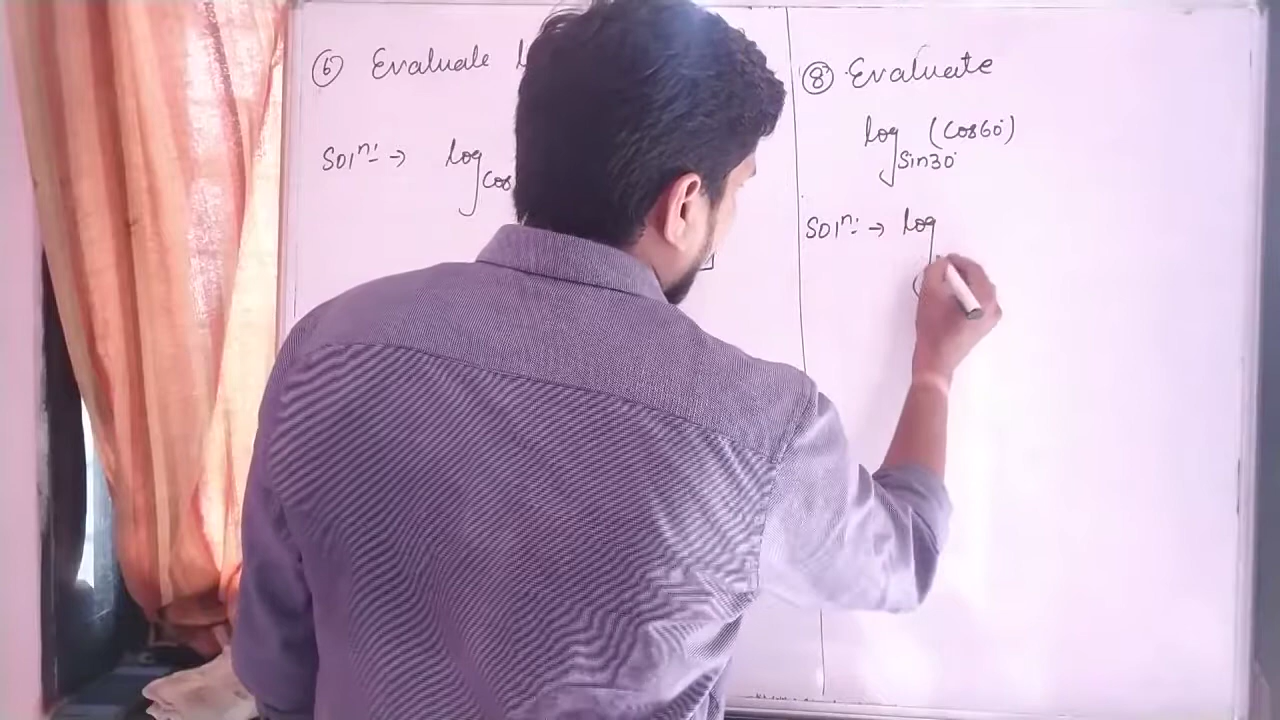 ⑥ Evaluate
Solⁿ:- → log cos
⑧ Evaluate
log sin30° (cos60°)
Solⁿ:- → log